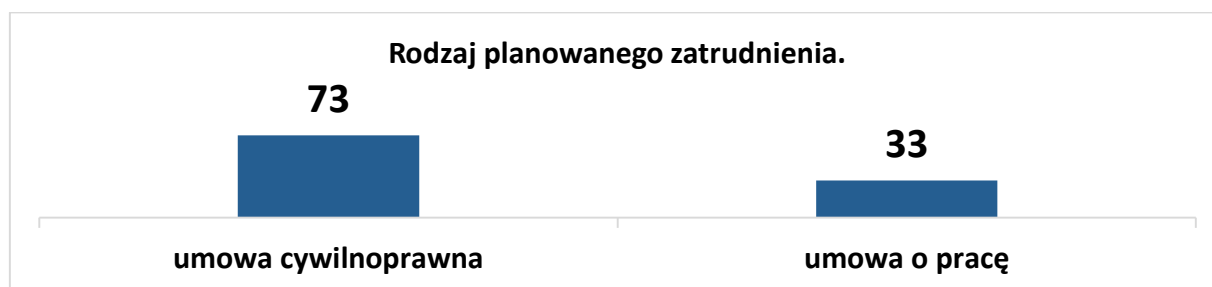 Rodzaj planowanego zatrudnienia.
73
33
umowa cywilnoprawna
umowa o pracę